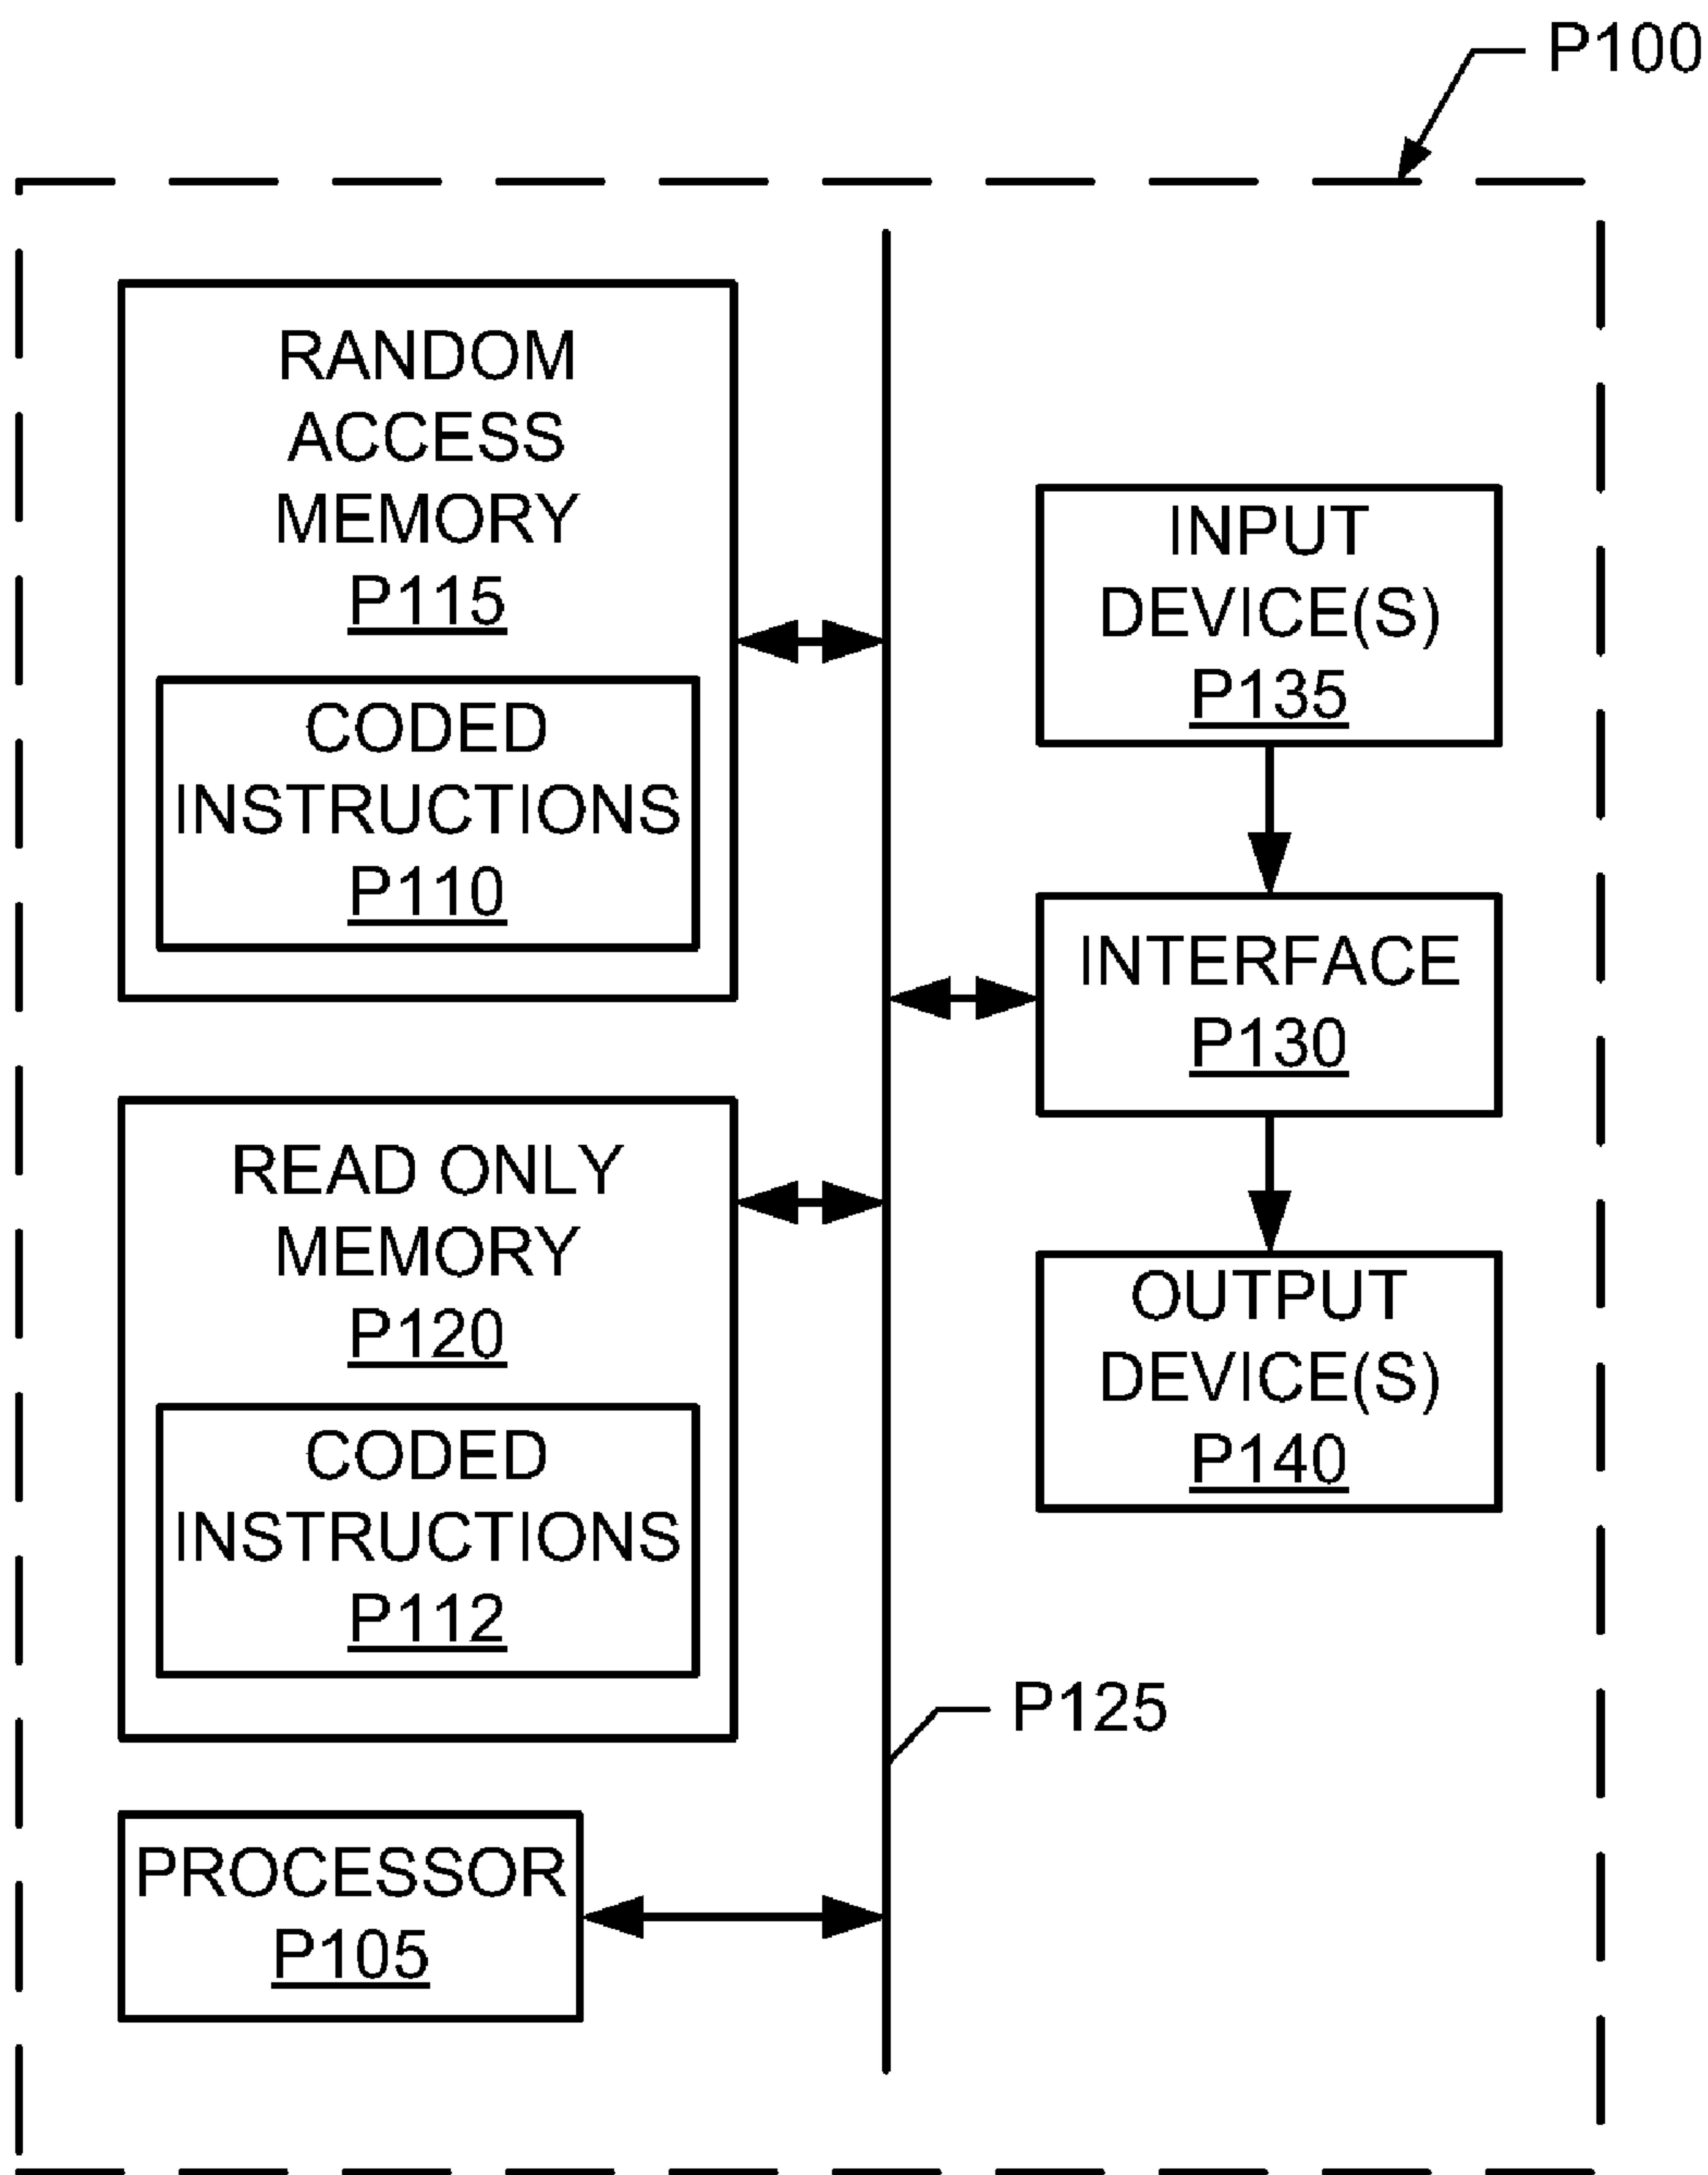 P100
RANDOM
ACCESS
MEMORY
P115
CODED
INSTRUCTIONS
P110
READ ONLY
MEMORY
P120
CODED
INSTRUCTIONS
P112
PROCESSOR
P105
INPUT
DEVICE(S)
P135
INTERFACE
P130
OUTPUT
DEVICE(S)
P140
P125